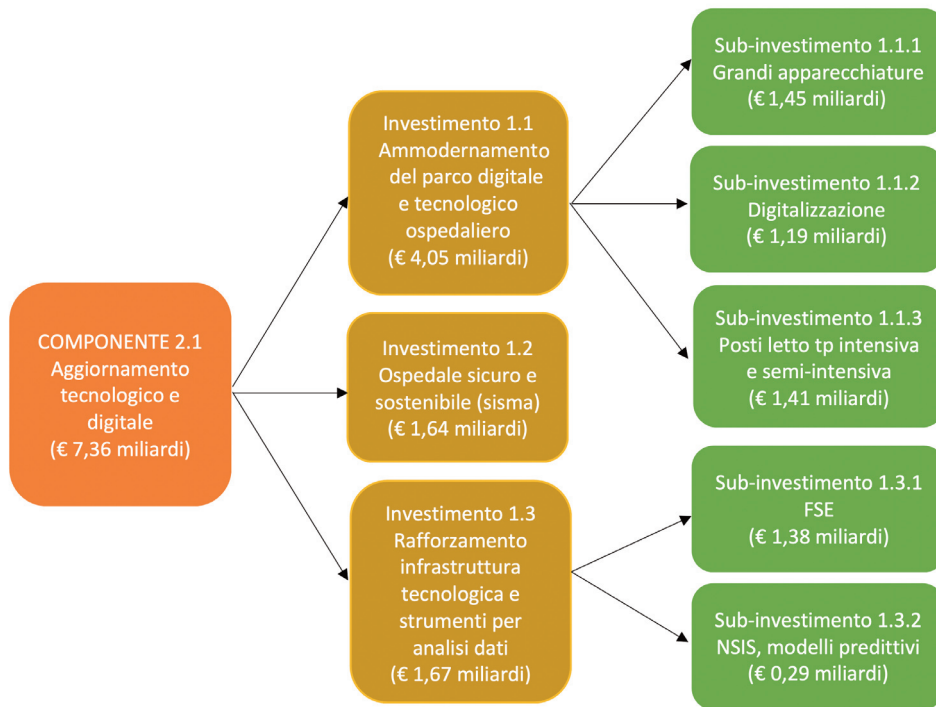 COMPONENTE 2.1
Aggiornamento
tecnologico e
digitale
(€ 7,36 miliardi)
Investimento 1.1
Ammodernamento
del parco digitale
e tecnologico
ospedaliero
(€ 4,05 miliardi)
Investimento 1.2
Ospedale sicuro e
sostenibile (sisma)
(€ 1,64 miliardi)
Investimento 1.3
Rafforzamento
infrastruttura
tecnologica e
strumenti per
analisi dati
(€ 1,67 miliardi)
Sub-investimento 1.1.1
Grandi apparecchiature
(€ 1,45 miliardi)
Sub-investimento 1.1.2
Digitalizzazione
(€ 1,19 miliardi)
Sub-investimento 1.1.3
Posti letto tp intensiva
e semi-intensiva
(€ 1,41 miliardi)
Sub-investimento 1.3.1
FSE
(€ 1,38 miliardi)
Sub-investimento 1.3.2
NSIS, modelli predittivi
(€ 0,29 miliardi)